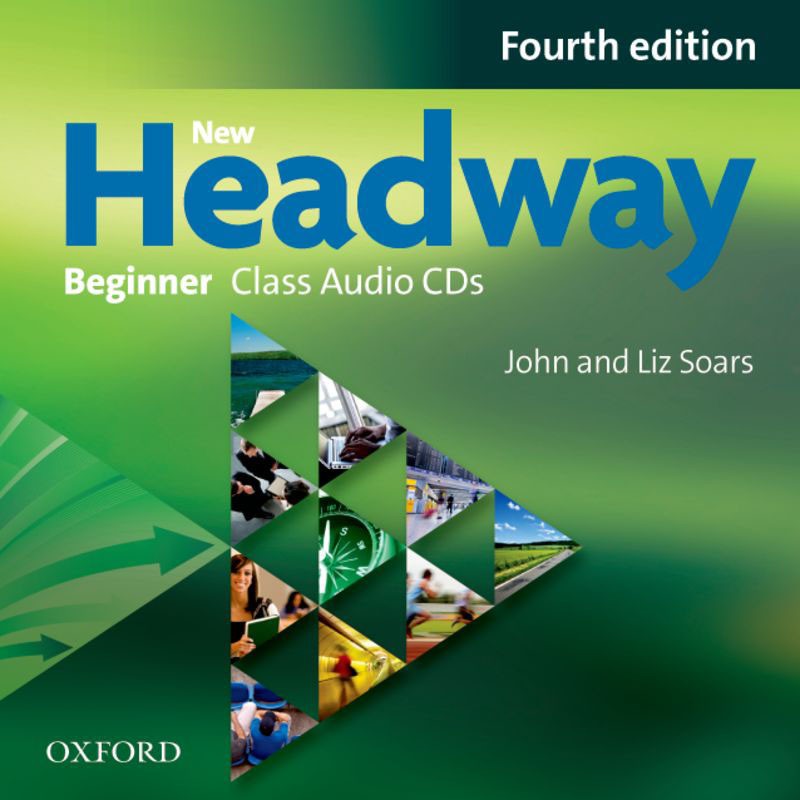 Fourth edition
New
Headway
Beginner Class Audio CDs
John and Liz Soars
OXFORD